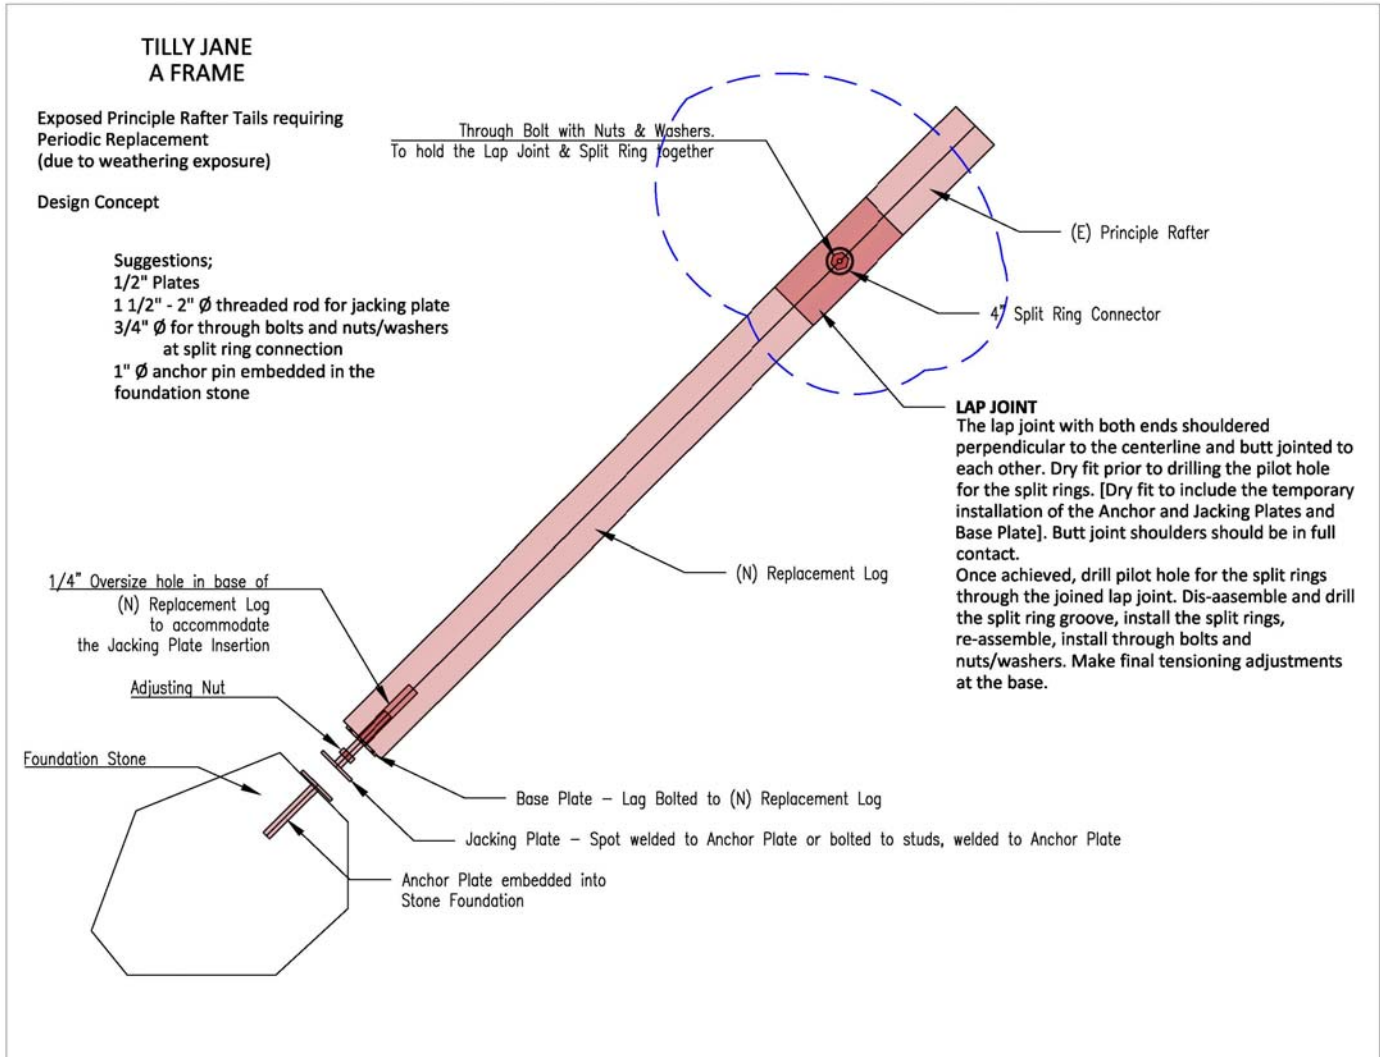 TILLY JANE
A FRAME
Exposed Principle Rafter Tails requiring
Periodic Replacement
(due to weathering exposure)
Design Concept
Suggestions;
1/2" Plates
1 1/2" - 2" Ø threaded rod for jacking plate
3/4" Ø for through bolts and nuts/washers
at split ring connection
1" Ø anchor pin embedded in the
foundation stone
Through Bolt with Nuts & Washers.
To hold the Lap Joint & Split Ring together
(E) Principle Rafter
4" Split Ring Connector
LAP JOINT
The lap joint with both ends shouldered
perpendicular to the centerline and butt jointed to
each other. Dry fit prior to drilling the pilot hole
for the split rings. [Dry fit to include the temporary
installation of the Anchor and Jacking Plates and
Base Plate]. Butt joint shoulders should be in full
contact.
Once achieved, drill pilot hole for the split rings
through the joined lap joint. Dis-aasemble and drill
the split ring groove, install the split rings,
re-assemble, install through bolts and
nuts/washers. Make final tensioning adjustments
at the base.
(N) Replacement Log
1/4" Oversize hole in base of
(N) Replacement Log
to accommodate
the Jacking Plate Insertion
Adjusting Nut
Foundation Stone
Base Plate – Lag Bolted to (N) Replacement Log
Jacking Plate – Spot welded to Anchor Plate or bolted to studs, welded to Anchor Plate
Anchor Plate embedded into
Stone Foundation